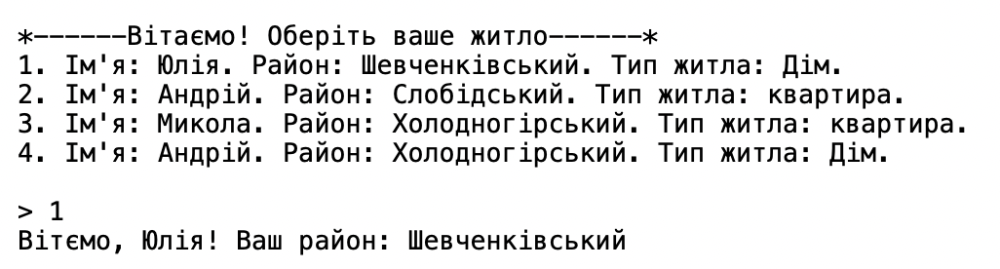 *------Вітаємо! Оберіть ваше житло------*
1. Ім'я: Юлія. Район: Шевченківський. Тип житла: Дім.
2. Ім'я: Андрій. Район: Слобідський. Тип житла: квартира.
3. Ім'я: Микола. Район: Холодногірський. Тип житла: квартира.
4. Ім'я: Андрій. Район: Холодногірський. Тип житла: Дім.
> 1
Вітємо, Юлія! Ваш район: Шевченківський